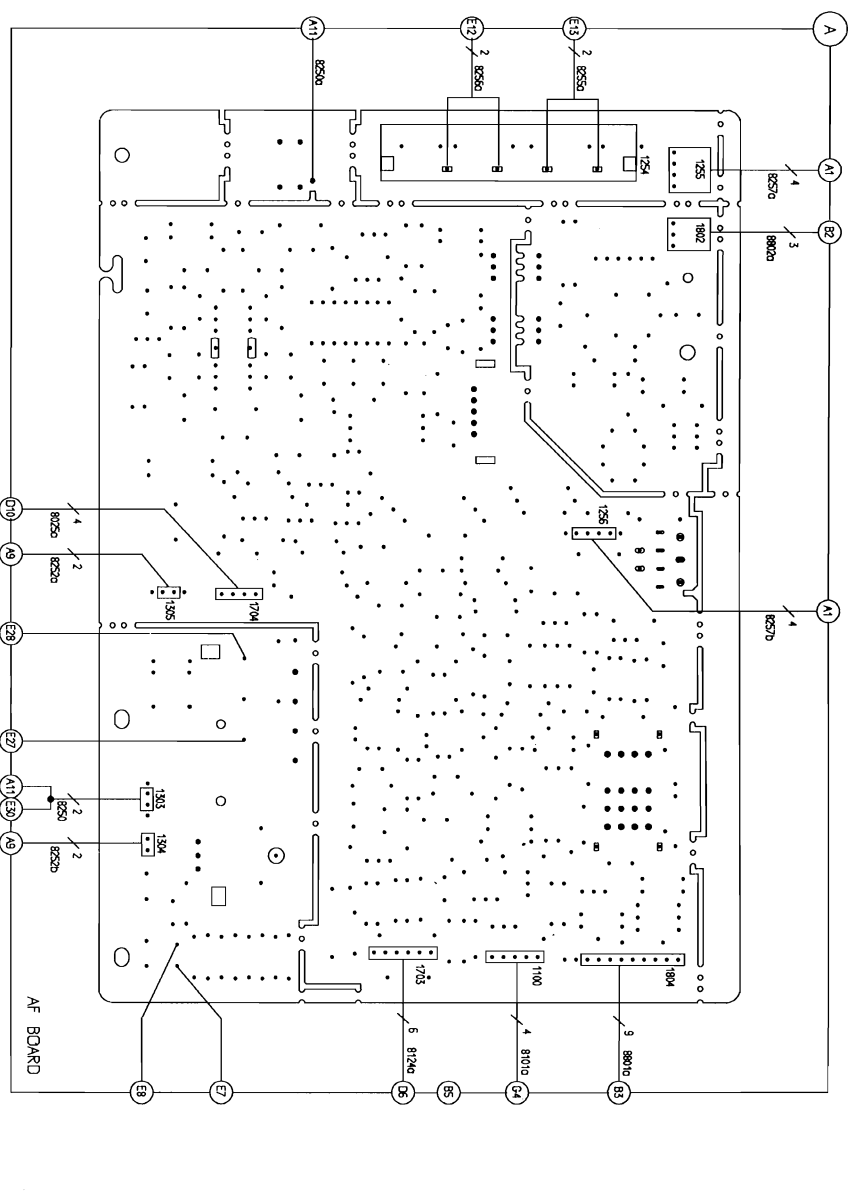 A
A11
E12
E13
2
8256a
2
8255a
8250a
1254
1255
4
8257a
A1
1802
3
8802a
B2
D10
4
8025a
A9
2
8252a
1305
1704
1256
4
8257b
A1
E28
E27
A11
E30
2
8250
1303
A9
2
8252b
1304
1703
1100
1804
6
8124a
4
8101a
9
8801a
E8
E7
D6
B5
G4
B3
AF BOARD